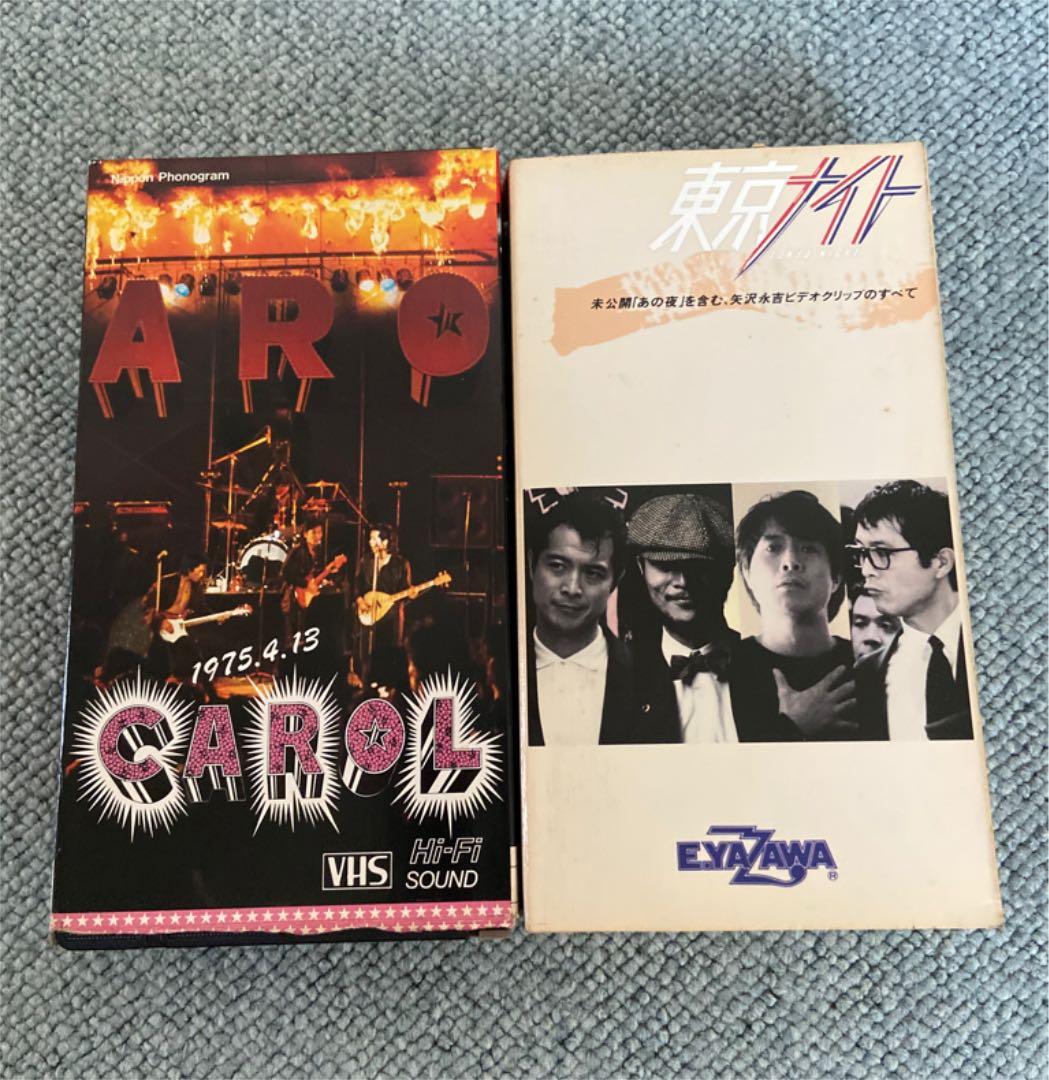 Nippon Phonogram
ARO
1975.4.13
CAROL
VHS
Hi-Fi
SOUND
東京ナイト
TOKYO NIGHT
未公開「あの夜」を含む、矢沢永吉ビデオクリップのすべて
E.YAZAWA
®